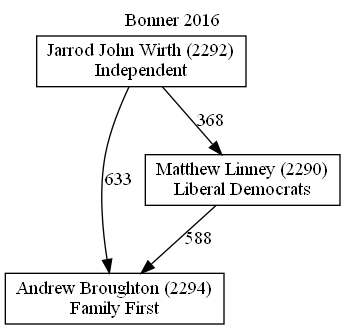 Bonner 2016
Jarrod John Wirth (2292)
Independent
368
Matthew Linney (2290)
Liberal Democrats
633
588
Andrew Broughton (2294)
Family First